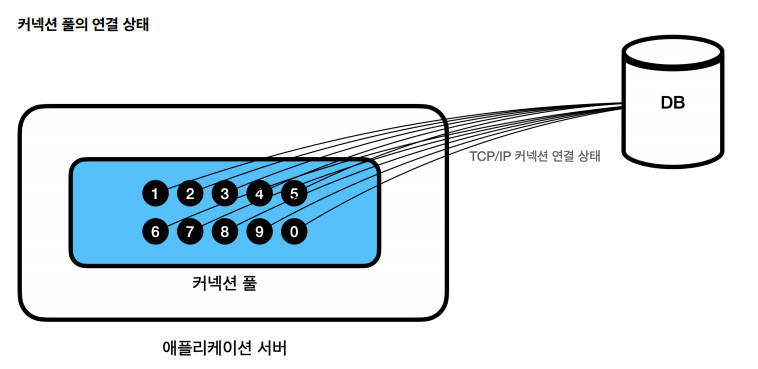 커넥션 풀의 연결 상태
DB
TCP/IP 커넥션 연결 상태
1 2 3 4 5
6 7 8 9 0
커넥션 풀
애플리케이션 서버